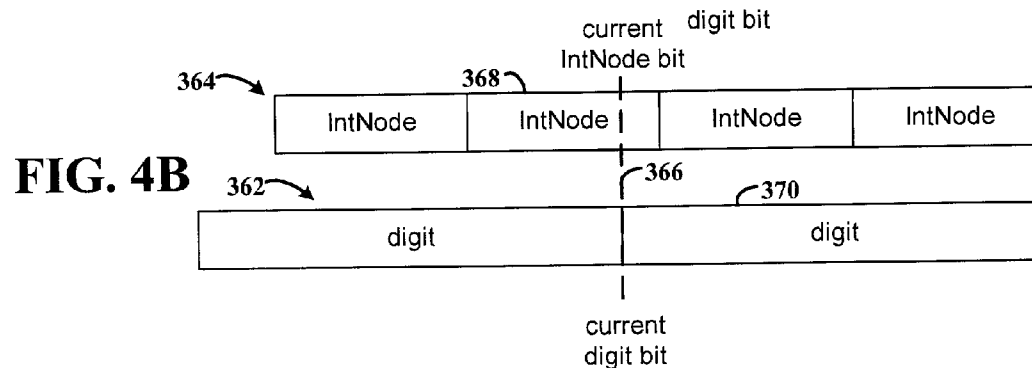 digit bit
current
IntNode bit
364
368
IntNode IntNode IntNode IntNode
FIG. 4B
366
362
370
digit digit
current
digit bit